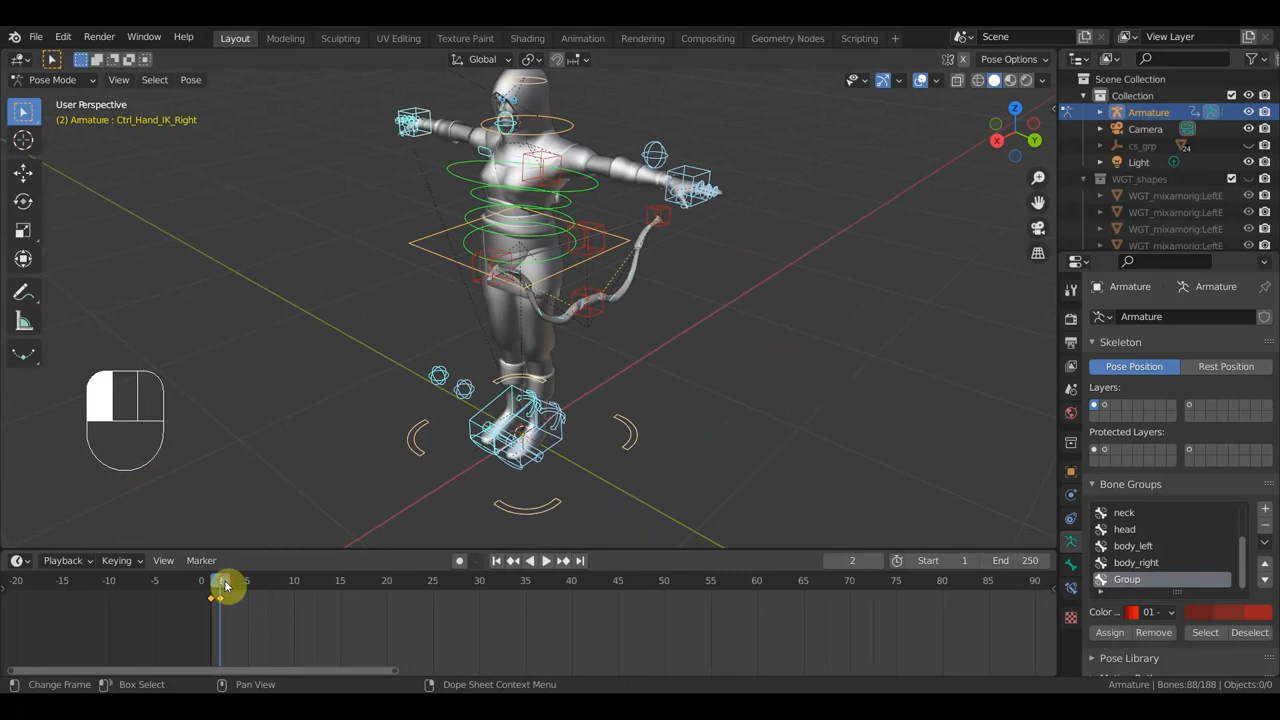 File Edit Render Window Help Layout Modeling Sculpting UV Editing Texture Paint Shading Animation Rendering Compositing Geometry Nodes Scripting + Scene View Layer
Global Pose Options
Pose Mode View Select Pose
User Perspective
(2) Armature : Ctrl_Hand_IK_Right
X
Y
Z
Scene Collection
Collection
Armature
Camera
cs_grp 24
Light
WGT_shapes
WGT_mixamorig:LeftE
WGT_mixamorig:LeftE
WGT_mixamorig:LeftE
WGT_mixamorig:LeftE
Armature Armature
Armature
Skeleton
Pose Position Rest Position
Layers:
Protected Layers:
Bone Groups
neck
head
body_left
body_right
Group
Color ... 01 -
Assign Remove Select Deselect
Pose Library
Playback Keying View Marker 2 Start 1 End 250
-20 -15 -10 -5 0 5 10 15 20 25 30 35 40 45 50 55 60 65 70 75 80 85 90
Change Frame Box Select Pan View Dope Sheet Context Menu Armature | Bones:88/188 | Objects:0/0